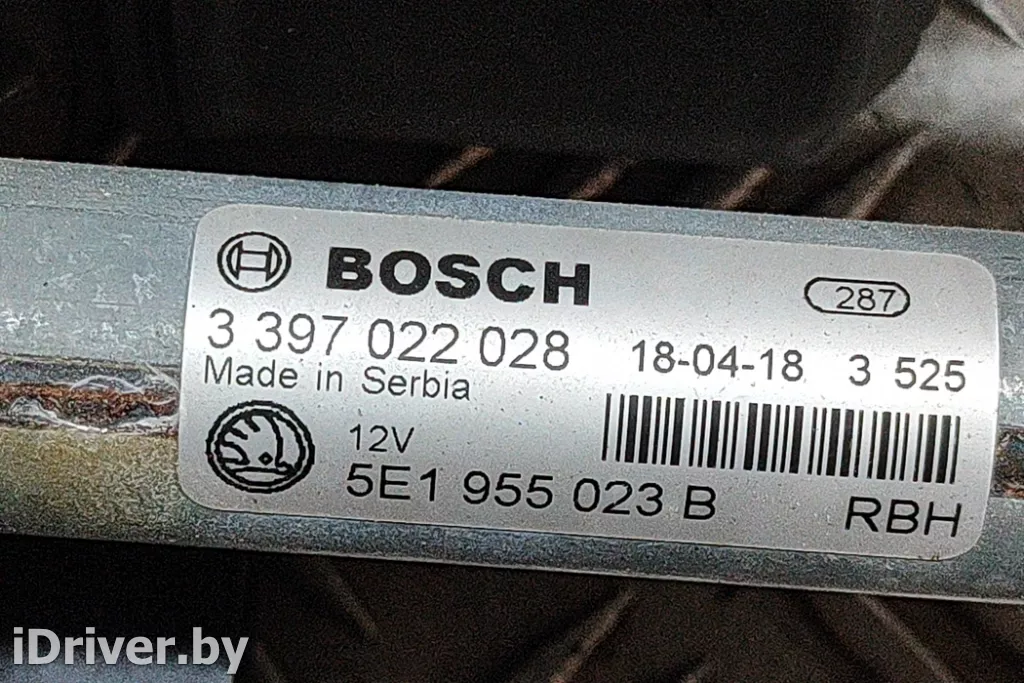 BOSCH
287
3 397 022 028 18-04-18 3 525
Made in Serbia
12V
5E1 955 023 B RBH
iDriver.by